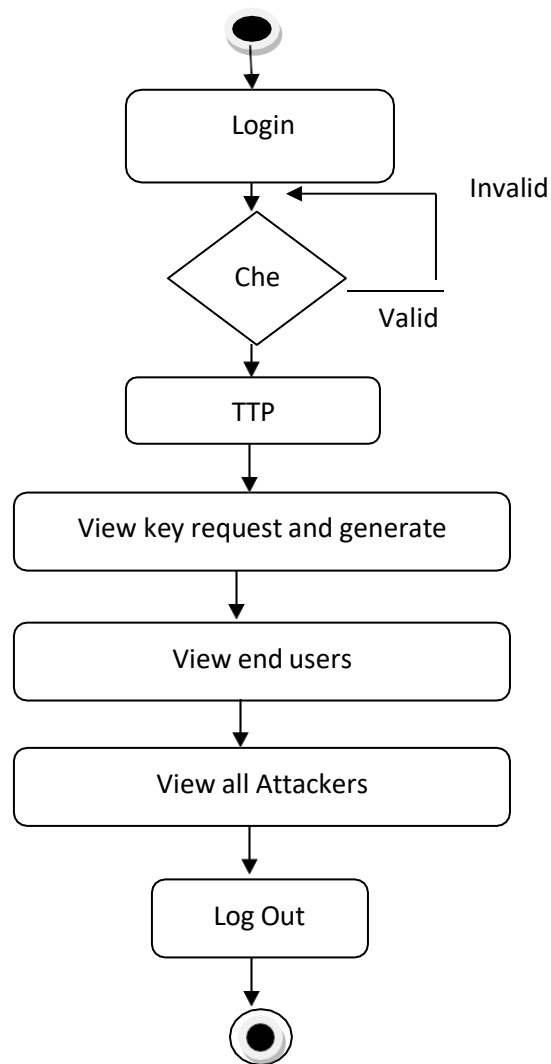 Login
Invalid
Che
Valid
TTP
View key request and generate
View end users
View all Attackers
Log Out